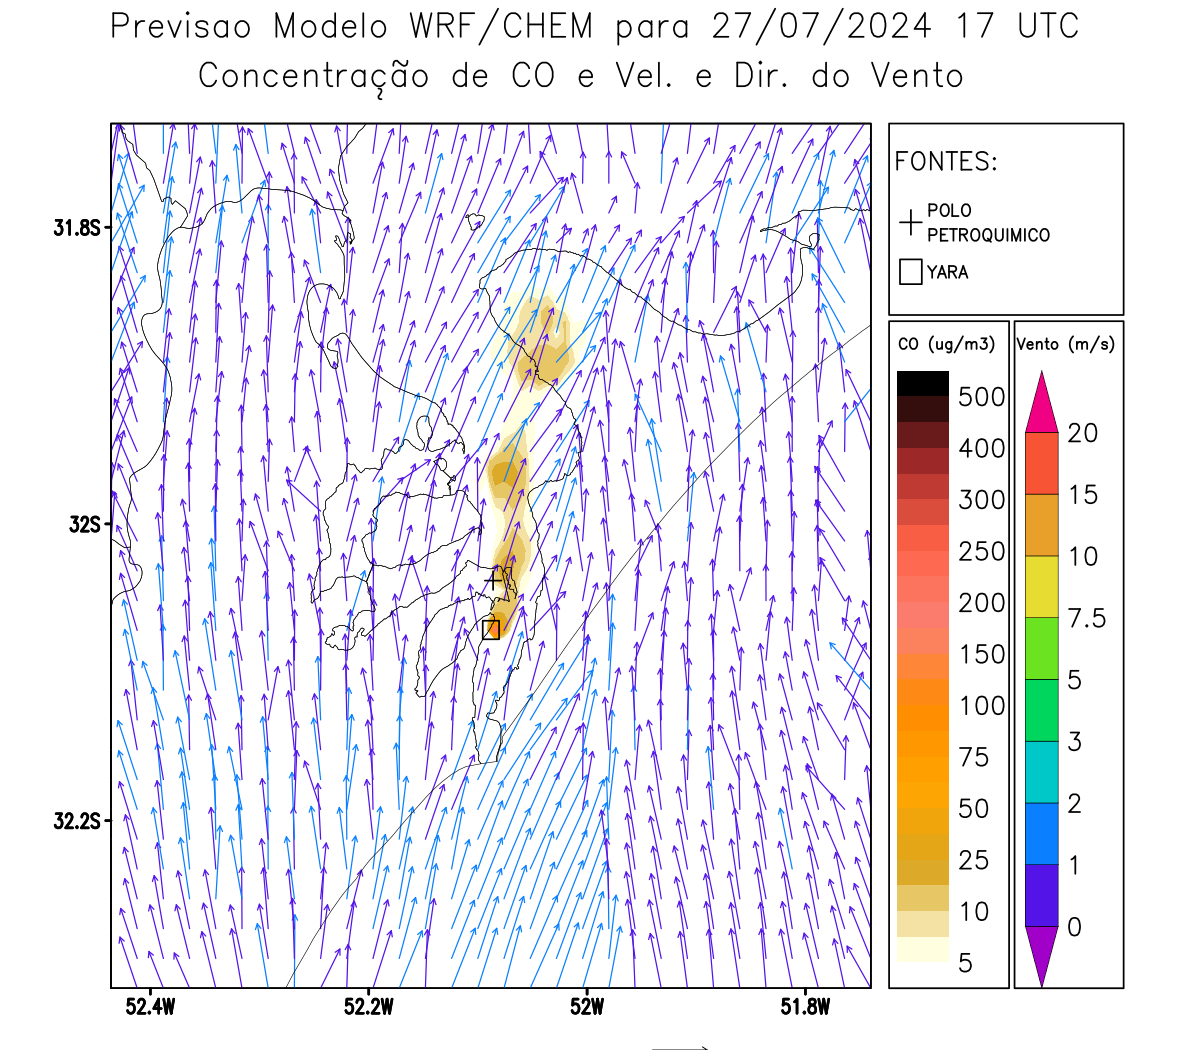 Previsao Modelo WRF/CHEM para 27/07/2024 17 UTC
Concentração de CO e Vel. e Dir. do Vento
FONTES:
POLO
PETROQUIMICO
YARA
CO (ug/m3)
500
400
300
250
200
150
100
75
50
25
10
5
Vento (m/s)
20
15
10
7.5
5
3
2
1
0
31.8S
32S
32.2S
52.4W 52.2W 52W 51.8W